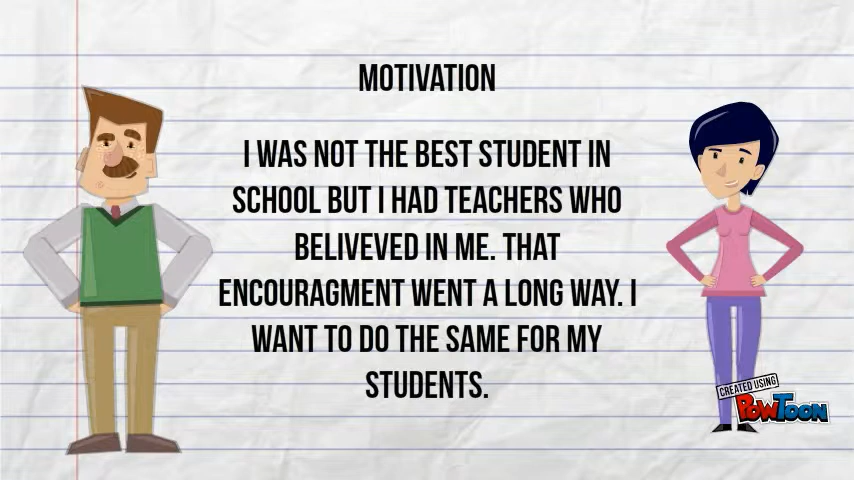 MOTIVATION
I WAS NOT THE BEST STUDENT IN
SCHOOL BUT I HAD TEACHERS WHO
BELIVEVED IN ME. THAT
ENCOURAGMENT WENT A LONG WAY. I
WANT TO DO THE SAME FOR MY
STUDENTS.
CREATED USING
POWTOON